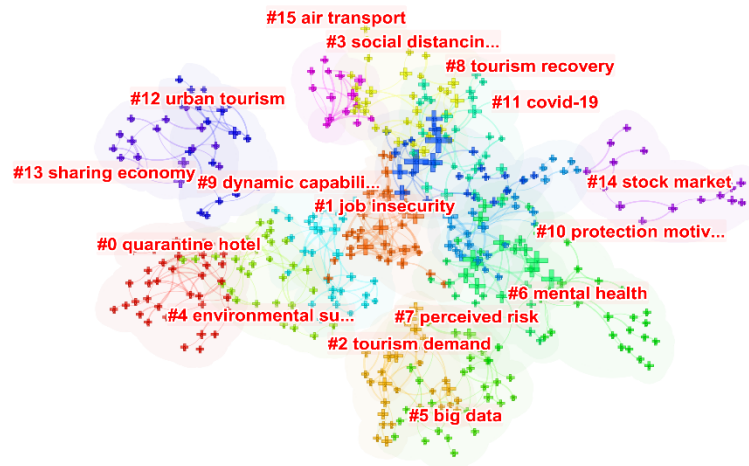 #15 air transport
#3 social distancin...
#8 tourism recovery
#12 urban tourism
#11 covid-19
#13 sharing economy
#9 dynamic capabili...
#14 stock market
#1 job insecurity
#10 protection motiv...
#0 quarantine hotel
#6 mental health
#4 environmental su...
#7 perceived risk
#2 tourism demand
#5 big data